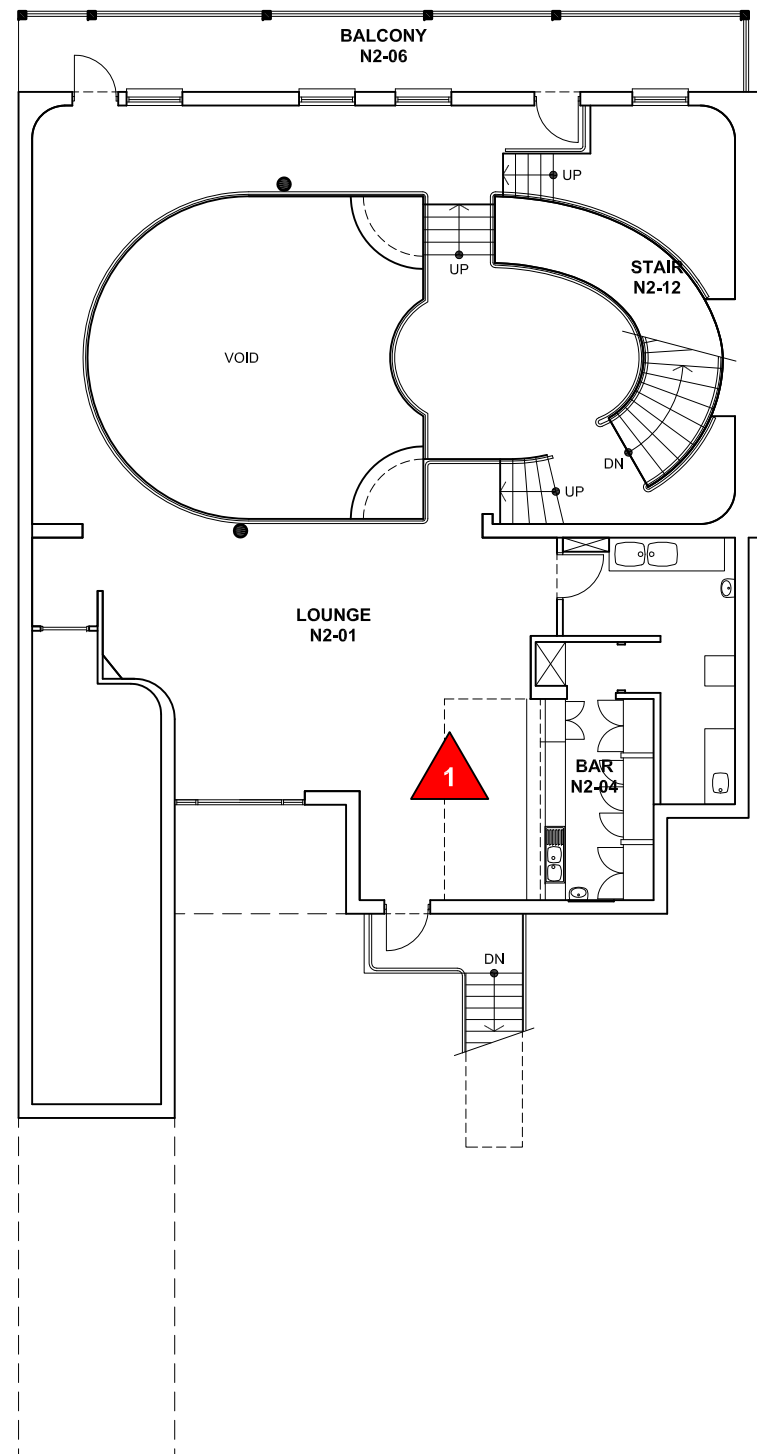 BALCONY
N2-06
UP
STAIR
N2-12
UP
VOID
DN
UP
LOUNGE
N2-01
1
BAR
N2-04
DN